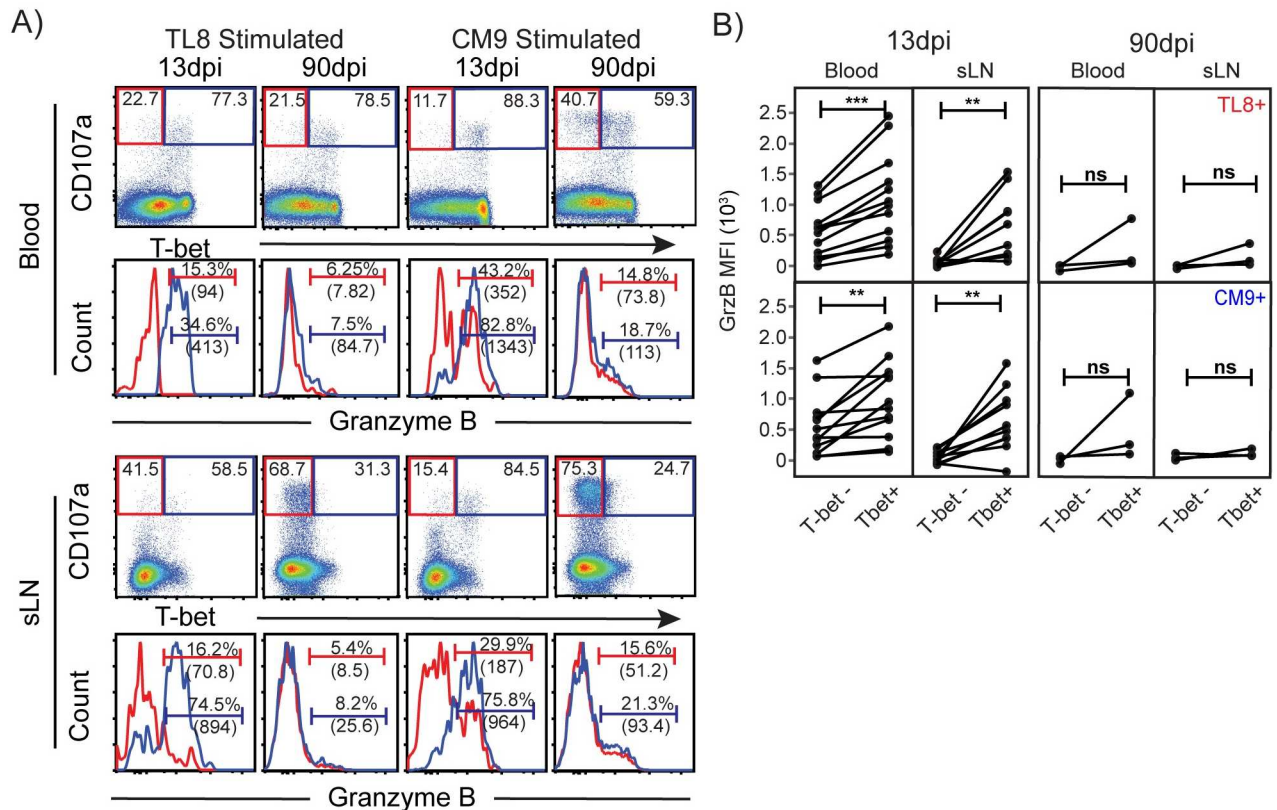 A)
TL8 Stimulated CM9 Stimulated
13dpi 90dpi 13dpi 90dpi
Blood
CD107a
22.7 77.3 21.5 78.5 11.7 88.3 40.7 59.3
T-bet
Count
15.3% 6.25% 43.2% 14.8%
(94) (7.82) (352) (73.8)
34.6% 7.5% 82.8% 18.7%
(413) (84.7) (1343) (113)
Granzyme B
sLN
CD107a
41.5 58.5 68.7 31.3 15.4 84.5 75.3 24.7
T-bet
Count
16.2% 5.4% 29.9% 15.6%
(70.8) (8.5) (187) (51.2)
74.5% 8.2% 75.8% 21.3%
(894) (25.6) (964) (93.4)
Granzyme B
B)
13dpi 90dpi
Blood sLN Blood sLN
GrzB MFI (10³)
2.5 *** ** TL8+
2.0
1.5 ns ns
1.0
0.5
0
2.5 ** ** CM9+
2.0
1.5 ns ns
1.0
0.5
0
T-bet - Tbet+ T-bet - Tbet+ T-bet - Tbet+ T-bet - Tbet+